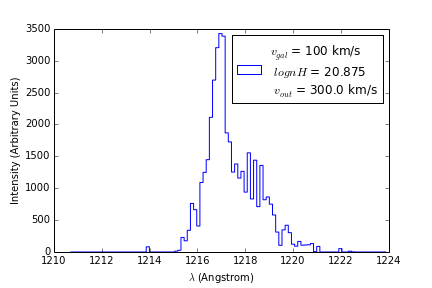 3500
3000
2500
2000
1500
1000
500
0
Intensity (Arbitrary Units)
v_gal = 100 km/s
lognH = 20.875
v_out = 300.0 km/s
1210 1212 1214 1216 1218 1220 1222 1224
λ (Angstrom)